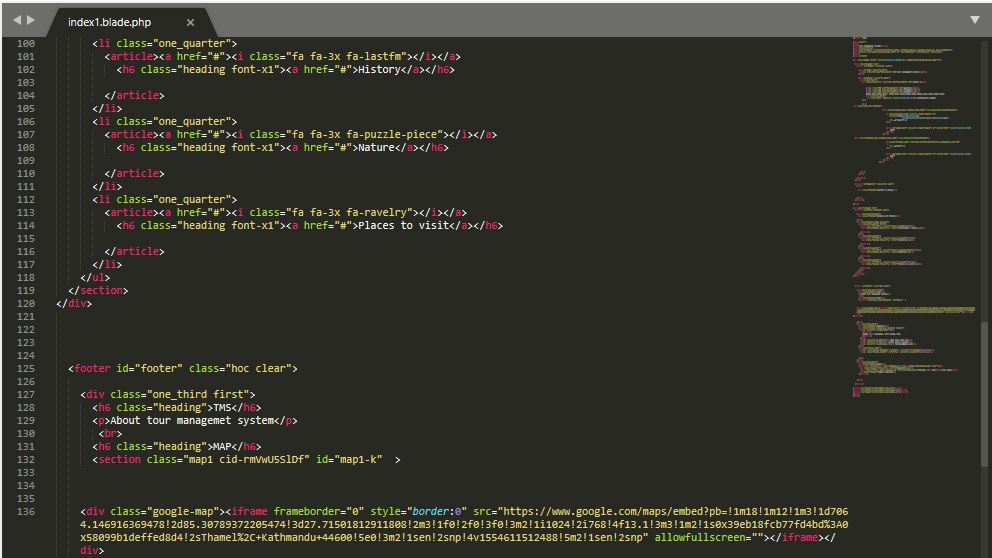 index1.blade.php
100 <li class="one_quarter">
101 <article><a href="#"><i class="fa fa-3x fa-lastfm"></i></a>
102 <h6 class="heading font-x1"><a href="#">History</a></h6>
103
104 </article>
105 </li>
106 <li class="one_quarter">
107 <article><a href="#"><i class="fa fa-3x fa-puzzle-piece"></i></a>
108 <h6 class="heading font-x1"><a href="#">Nature</a></h6>
109
110 </article>
111 </li>
112 <li class="one_quarter">
113 <article><a href="#"><i class="fa fa-3x fa-ravelry"></i></a>
114 <h6 class="heading font-x1"><a href="#">Places to visit</a></h6>
115
116 </article>
117 </li>
118 </ul>
119 </section>
120 </div>
121
122
123
124
125 <footer id="footer" class="hoc clear">
126
127 <div class="one_third first">
128 <h6 class="heading">TMS</h6>
129 <p>About tour managemet system</p>
130 <br>
131 <h6 class="heading">MAP</h6>
132 <section class="map1 cid-rmVwU5SlDf" id="map1-k" >
133
134
135
136 <div class="google-map"><iframe frameborder="0" style="border:0" src="https://www.google.com/maps/embed?pb=!1m18!1m12!1m3!1d706
4.146916369478!2d85.30789372205474!3d27.71501812911808!2m3!1f0!2f0!3f0!3m2!1i1024!2i768!4f13.1!3m3!1m2!1s0x39eb18fcb77fd4bd%3A0
x58099b1deffed8d4!2sThamel%2C+Kathmandu+44600!5e0!3m2!1sen!2snp!4v1554611512488!5m2!1sen!2snp" allowfullscreen=""></iframe></
div>